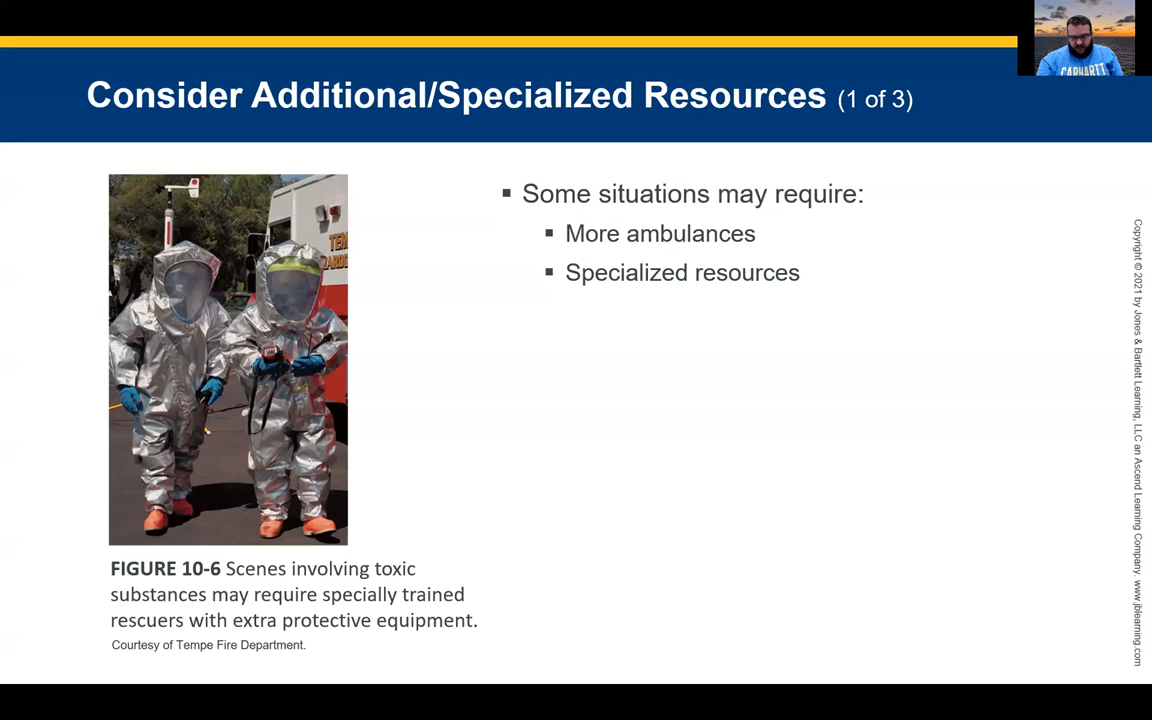 Consider Additional/Specialized Resources (1 of 3)
CARHARTT
TEM
ZARDO
▪ Some situations may require:
▪ More ambulances
▪ Specialized resources
FIGURE 10-6 Scenes involving toxic
substances may require specially trained
rescuers with extra protective equipment.
Courtesy of Tempe Fire Department.
Copyright © 2021 by Jones & Bartlett Learning, LLC an Ascend Learning Company. www.jblearning.com